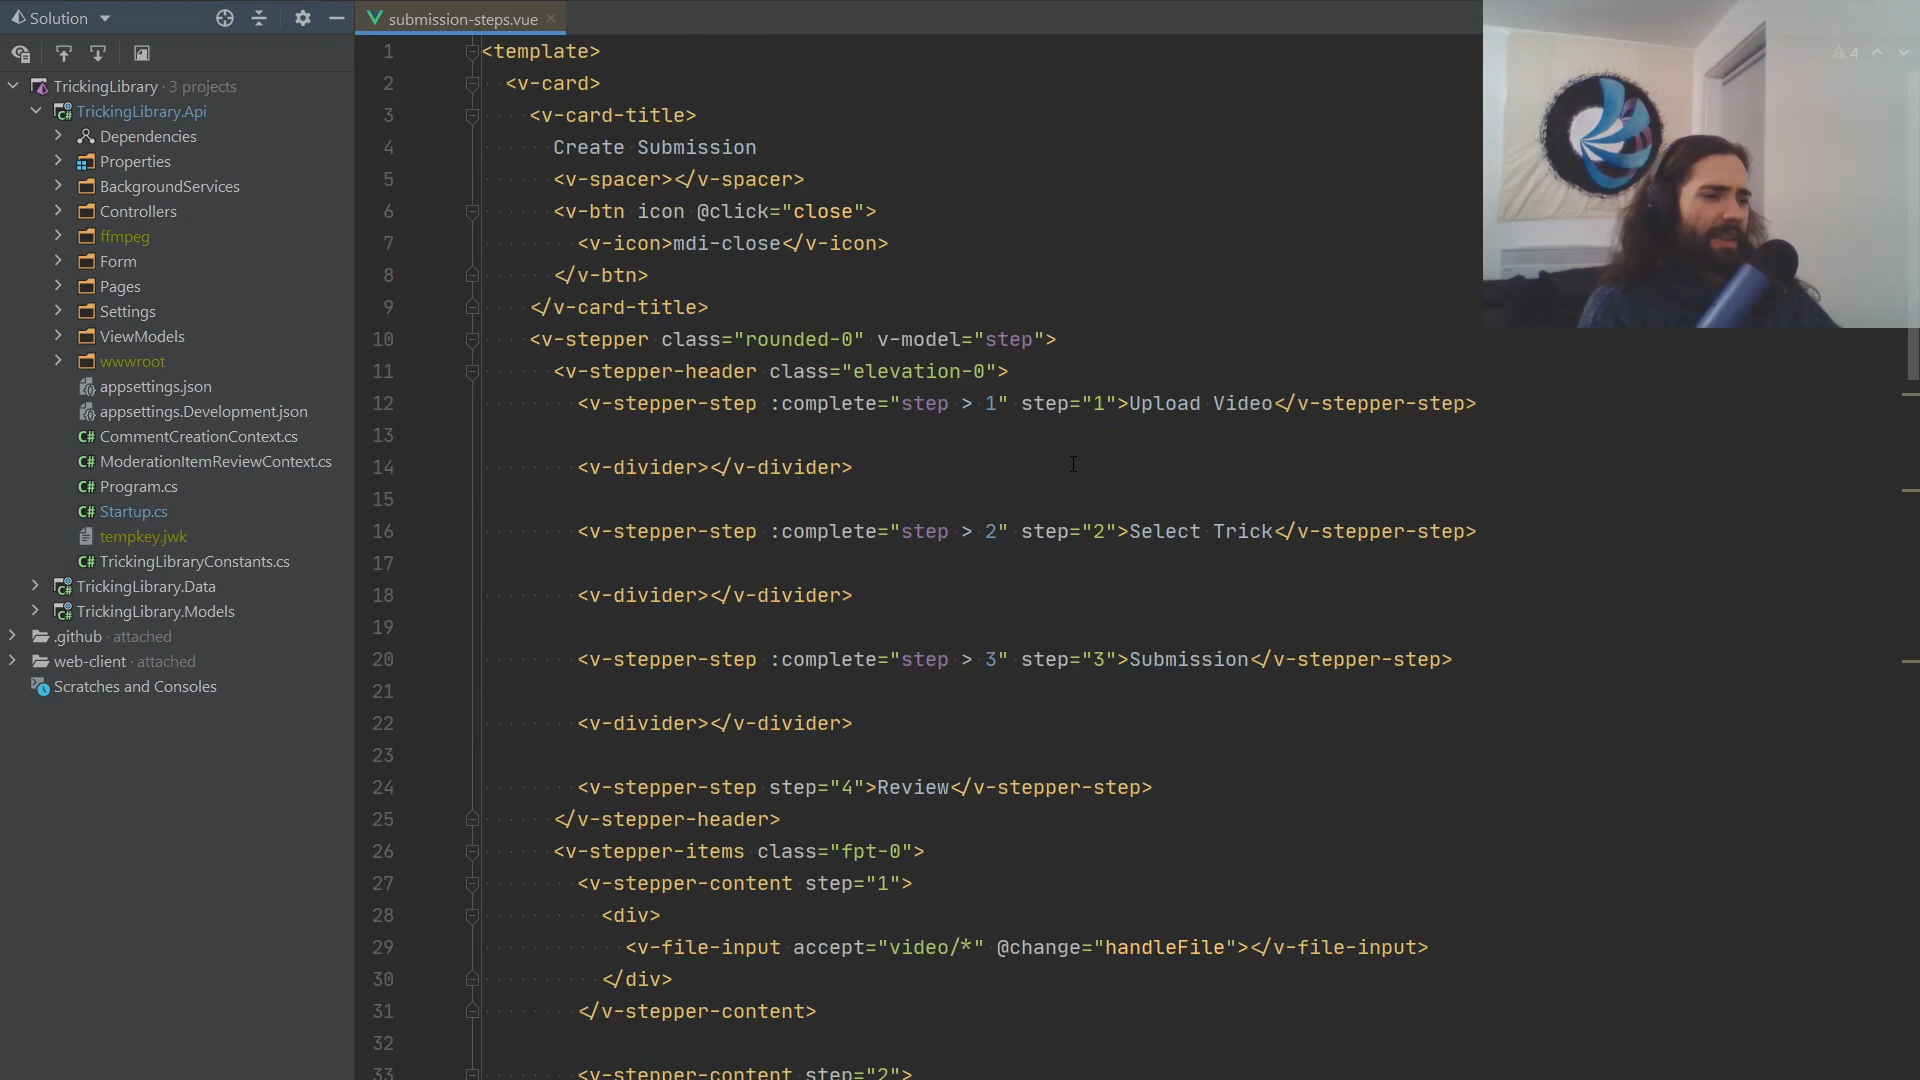 Solution
submission-steps.vue
TrickingLibrary · 3 projects
TrickingLibrary.Api
Dependencies
Properties
BackgroundServices
Controllers
ffmpeg
Form
Pages
Settings
ViewModels
wwwroot
appsettings.json
appsettings.Development.json
C# CommentCreationContext.cs
C# ModerationItemReviewContext.cs
C# Program.cs
C# Startup.cs
tempkey.jwk
C# TrickingLibraryConstants.cs
TrickingLibrary.Data
TrickingLibrary.Models
.github · attached
web-client · attached
Scratches and Consoles
4
1 <template>
2 <v-card>
3 <v-card-title>
4 Create Submission
5 <v-spacer></v-spacer>
6 <v-btn icon @click="close">
7 <v-icon>mdi-close</v-icon>
8 </v-btn>
9 </v-card-title>
10 <v-stepper class="rounded-0" v-model="step">
11 <v-stepper-header class="elevation-0">
12 <v-stepper-step :complete="step > 1" step="1">Upload Video</v-stepper-step>
13
14 <v-divider></v-divider>
15
16 <v-stepper-step :complete="step > 2" step="2">Select Trick</v-stepper-step>
17
18 <v-divider></v-divider>
19
20 <v-stepper-step :complete="step > 3" step="3">Submission</v-stepper-step>
21
22 <v-divider></v-divider>
23
24 <v-stepper-step step="4">Review</v-stepper-step>
25 </v-stepper-header>
26 <v-stepper-items class="fpt-0">
27 <v-stepper-content step="1">
28 <div>
29 <v-file-input accept="video/*" @change="handleFile"></v-file-input>
30 </div>
31 </v-stepper-content>
32
33 <v-stepper-content step="2">